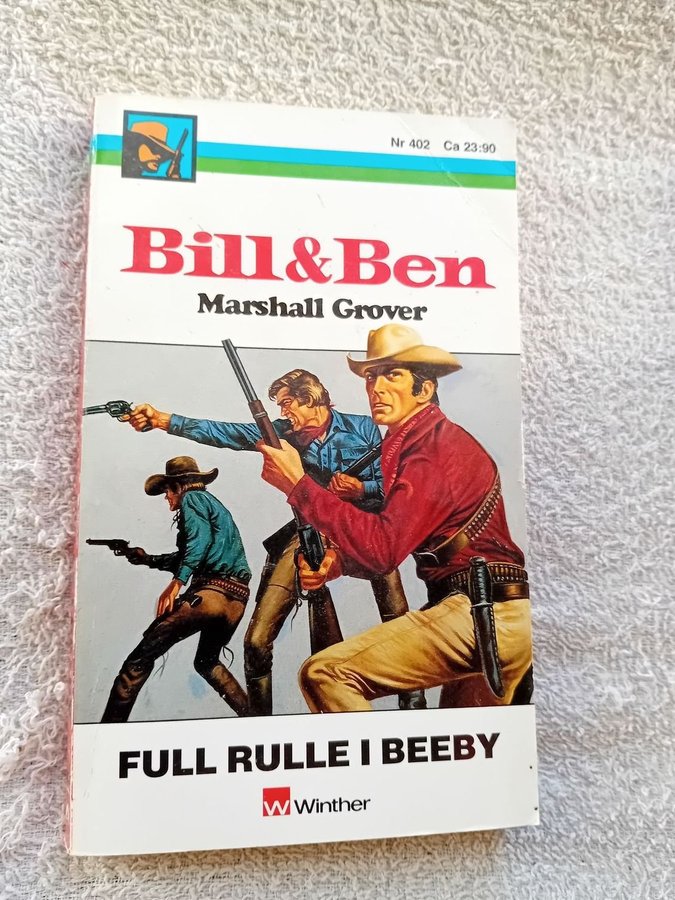 Nr 402 Ca 23:90
Bill & Ben
Marshall Grover
FULL RULLE I BEEBY
W Winther